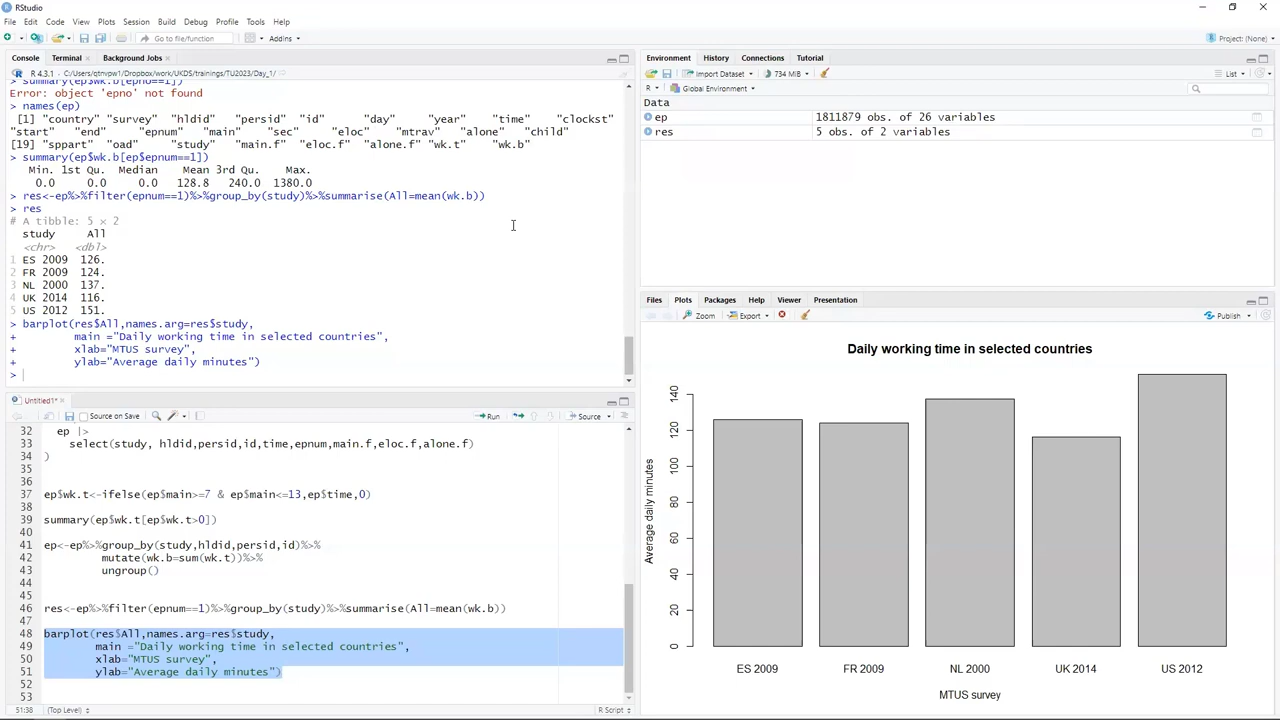 RStudio
File Edit Code View Plots Session Build Debug Profile Tools Help
Go to file/function Addins Project: (None)
Console Terminal Background Jobs
R 4.3.1 · C:/Users/qtnvpw1/Dropbox/work/UKDS/trainings/TU2023/Day_1/
> summary(ep$wk.b[epno==1])
Error: object 'epno' not found
> names(ep)
[1] "country" "survey" "hldid" "persid" "id" "day" "year" "time" "clockst"
"start" "end" "epnum" "main" "sec" "eloc" "mtrav" "alone" "child"
[19] "sppart" "oad" "study" "main.f" "eloc.f" "alone.f" "wk.t" "wk.b"
> summary(ep$wk.b[ep$epnum==1])
Min. 1st Qu. Median Mean 3rd Qu. Max.
0.0 0.0 0.0 128.8 240.0 1380.0
> res<-ep%>%filter(epnum==1)%>%group_by(study)%>%summarise(All=mean(wk.b))
> res
# A tibble: 5 × 2
study All
<chr> <dbl>
1 ES 2009 126.
2 FR 2009 124.
3 NL 2000 137.
4 UK 2014 116.
5 US 2012 151.
> barplot(res$All,names.arg=res$study,
+ main ="Daily working time in selected countries",
+ xlab="MTUS survey",
+ ylab="Average daily minutes")
>
Untitled1*
Source on Save Run Source
32 ep |>
33 select(study, hldid,persid,id,time,epnum,main.f,eloc.f,alone.f)
34 )
35
36
37 ep$wk.t<-ifelse(ep$main>=7 & ep$main<=13,ep$time,0)
38
39 summary(ep$wk.t[ep$wk.t>0])
40
41 ep<-ep%>%group_by(study,hldid,persid,id)%>%
42 mutate(wk.b=sum(wk.t))%>%
43 ungroup()
44
45
46 res<-ep%>%filter(epnum==1)%>%group_by(study)%>%summarise(All=mean(wk.b))
47
48 barplot(res$All,names.arg=res$study,
49 main ="Daily working time in selected countries",
50 xlab="MTUS survey",
51 ylab="Average daily minutes")
52
53
51:38 (Top Level) R Script
Environment History Connections Tutorial
Import Dataset 734 MiB List
R Global Environment
Data
ep 1811879 obs. of 26 variables
res 5 obs. of 2 variables
Files Plots Packages Help Viewer Presentation
Zoom Export Publish
Daily working time in selected countries
Average daily minutes
140
120
100
80
60
40
20
0
ES 2009 FR 2009 NL 2000 UK 2014 US 2012
MTUS survey